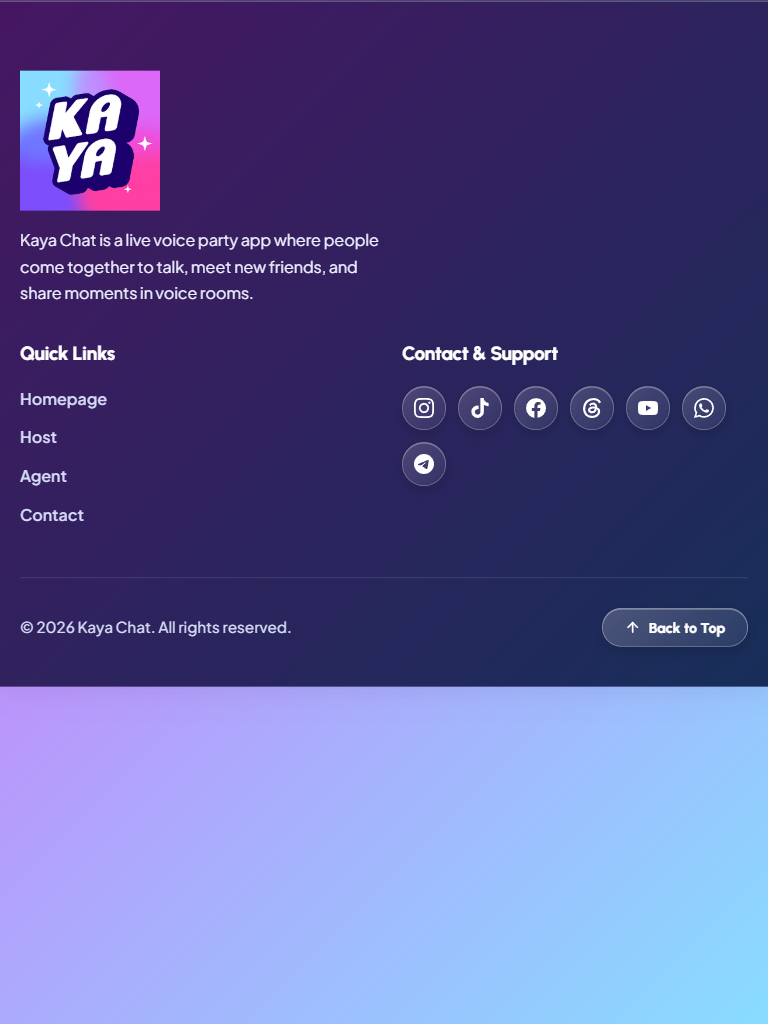 KA
YA
Kaya Chat is a live voice party app where people
come together to talk, meet new friends, and
share moments in voice rooms.
Quick Links
Homepage
Host
Agent
Contact
Contact & Support
© 2026 Kaya Chat. All rights reserved.
Back to Top